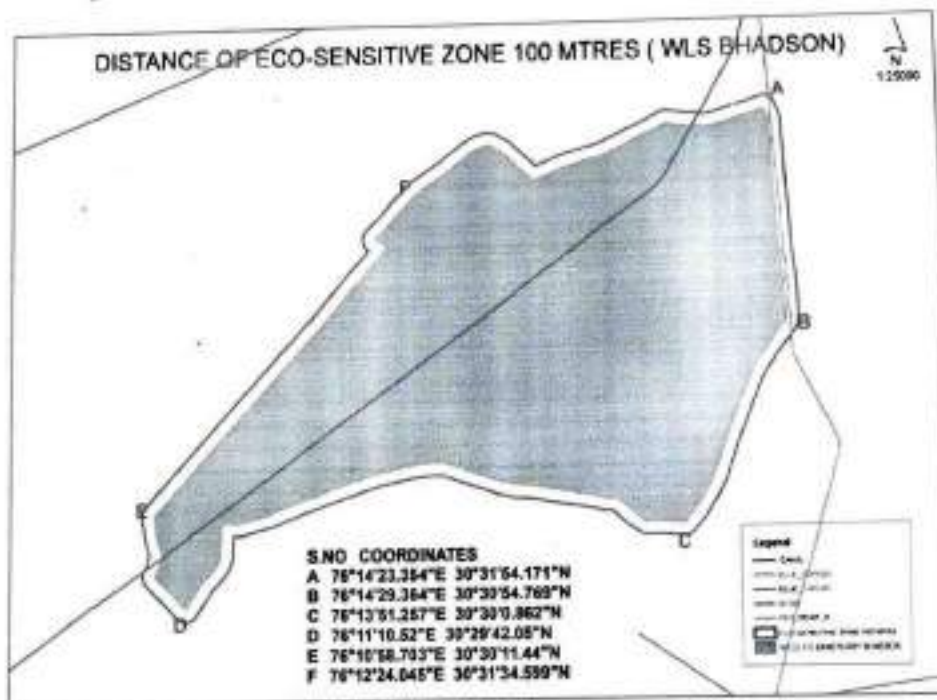 DISTANCE OF ECO-SENSITIVE ZONE 100 MTRES ( WLS BHADSON)
N
1:25000
A
F
B
E
C
D
S.NO COORDINATES
A 76°14'23.354"E 30°31'54.171"N
B 76°14'29.364"E 30°30'54.769"N
C 76°13'51.257"E 30°30'0.862"N
D 76°11'10.52"E 30°29'42.05"N
E 76°10'58.703"E 30°30'11.44"N
F 76°12'24.045"E 30°31'34.599"N
Legend